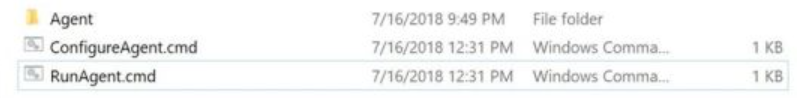 Agent 7/16/2018 9:49 PM File folder
ConfigureAgent.cmd 7/16/2018 12:31 PM Windows Comma... 1 KB
RunAgent.cmd 7/16/2018 12:31 PM Windows Comma... 1 KB